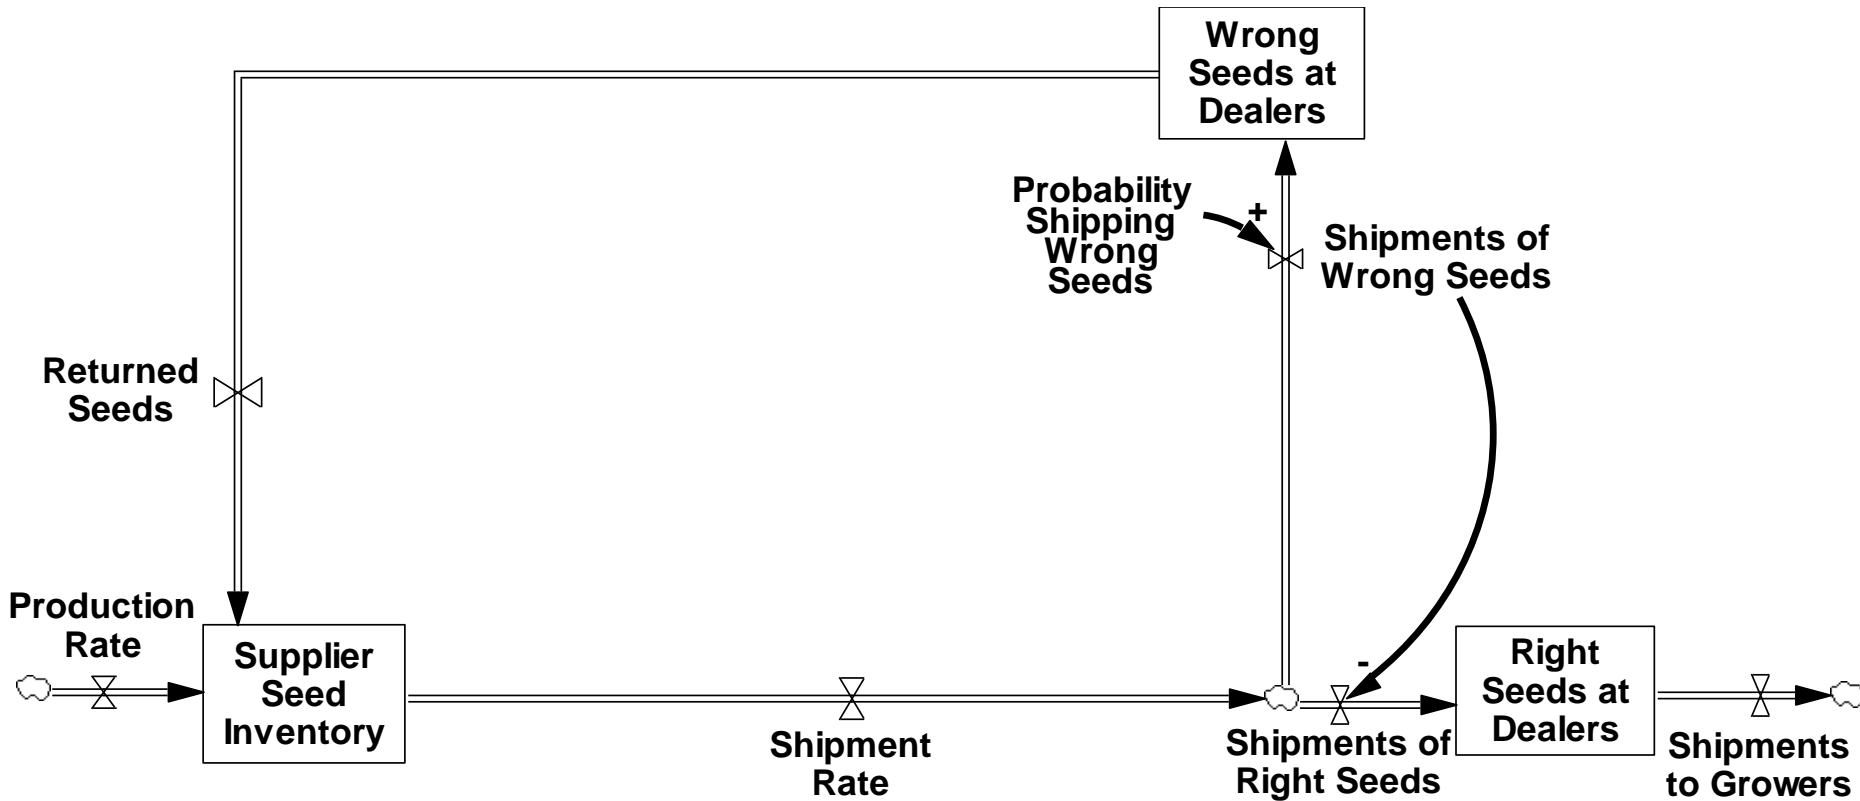 Wrong
Seeds at
Dealers
Probability
Shipping
Wrong
Seeds
+
Shipments of
Wrong Seeds
Returned
Seeds
Production
Rate
Supplier
Seed
Inventory
Shipment
Rate
-
Shipments of
Right Seeds
Right
Seeds at
Dealers
Shipments
to Growers